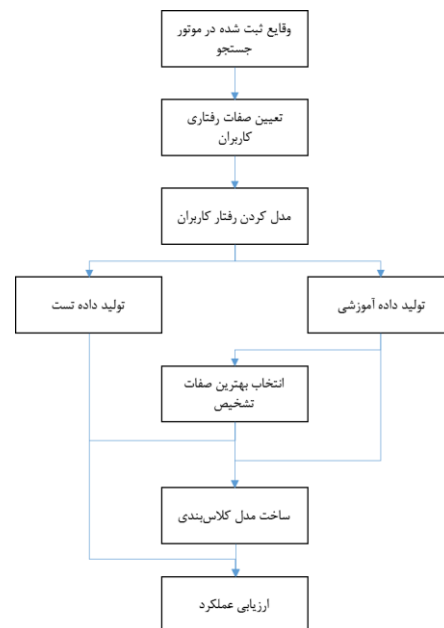 وقایع ثبت شده در موتور
جستجو
تعیین صفات رفتاری
کاربران
مدل کردن رفتار کاربران
تولید داده آموزشی
تولید داده تست
انتخاب بهترین صفات
تشخیص
ساخت مدل کلاس‌بندی
ارزیابی عملکرد